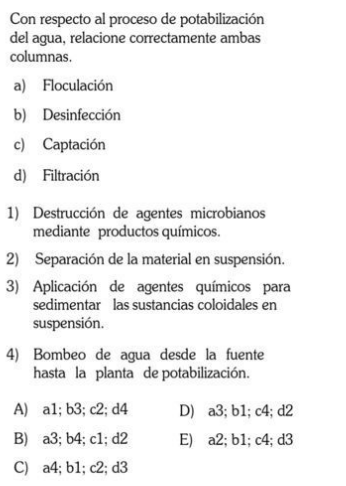 Con respecto al proceso de potabilización
del agua, relacione correctamente ambas
columnas.
a) Floculación
b) Desinfección
c) Captación
d) Filtración
1) Destrucción de agentes microbianos
mediante productos químicos.
2) Separación de la material en suspensión.
3) Aplicación de agentes químicos para
sedimentar las sustancias coloidales en
suspensión.
4) Bombeo de agua desde la fuente
hasta la planta de potabilización.
A) a1; b3; c2; d4 D) a3; b1; c4; d2
B) a3; b4; c1; d2 E) a2; b1; c4; d3
C) a4; b1; c2; d3